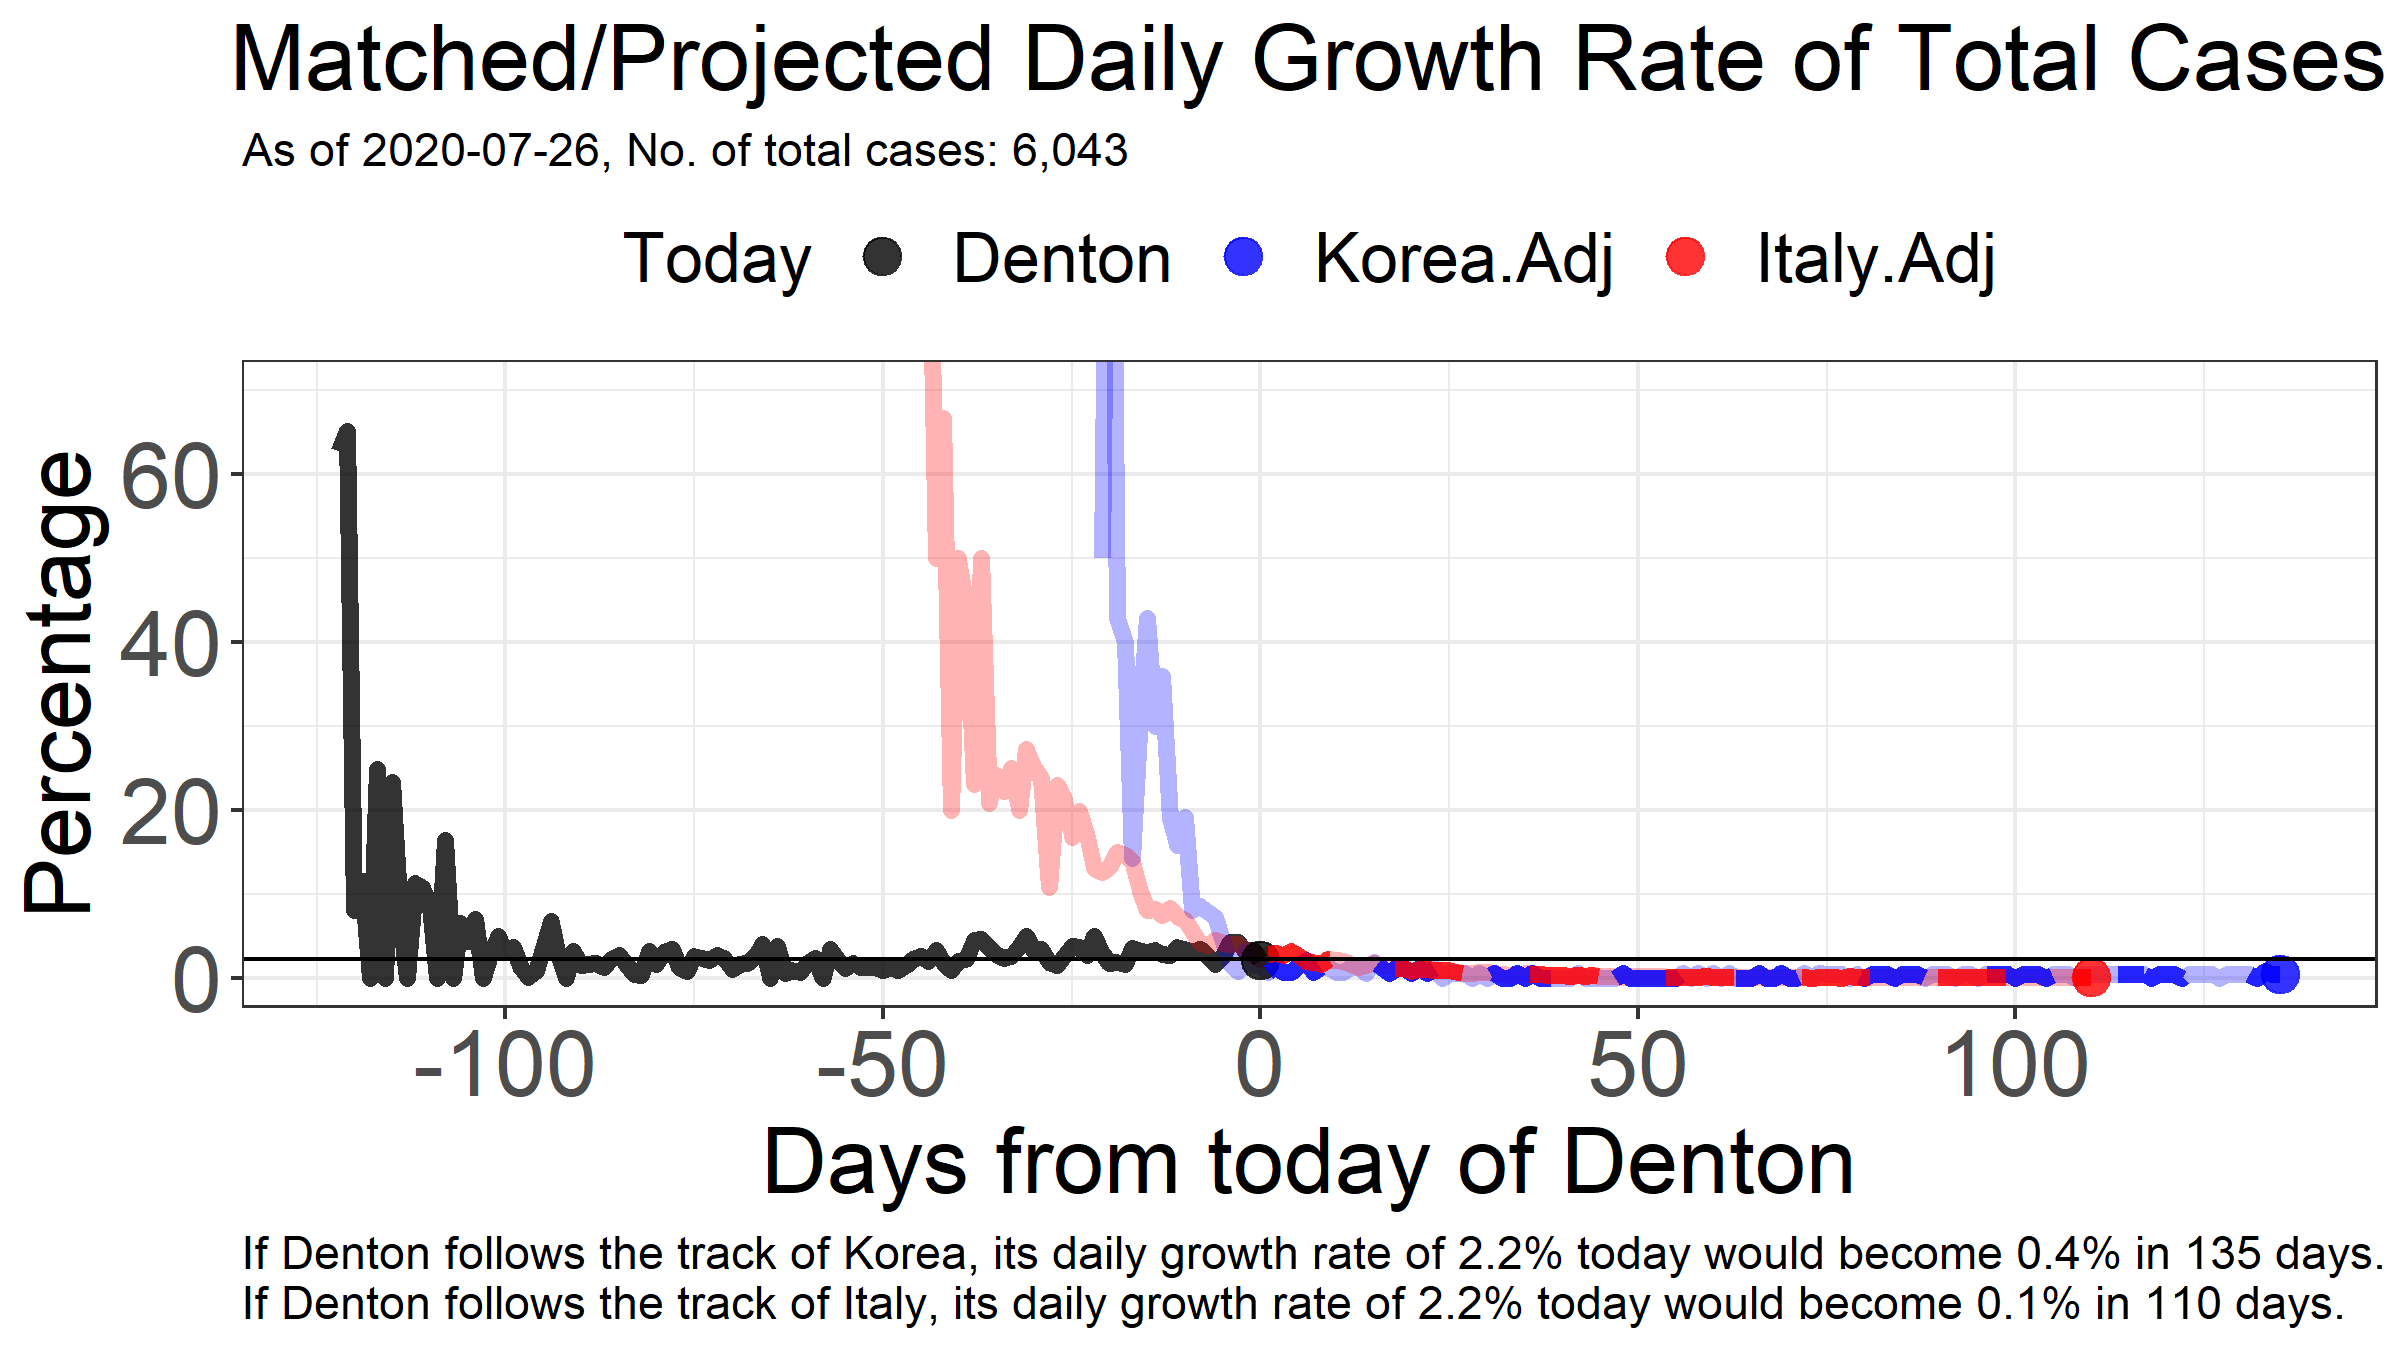 Matched/Projected Daily Growth Rate of Total Cases
As of 2020-07-26, No. of total cases: 6,043
Today Denton Korea.Adj Italy.Adj
Percentage
60
40
20
0
-100 -50 0 50 100
Days from today of Denton
If Denton follows the track of Korea, its daily growth rate of 2.2% today would become 0.4% in 135 days.
If Denton follows the track of Italy, its daily growth rate of 2.2% today would become 0.1% in 110 days.